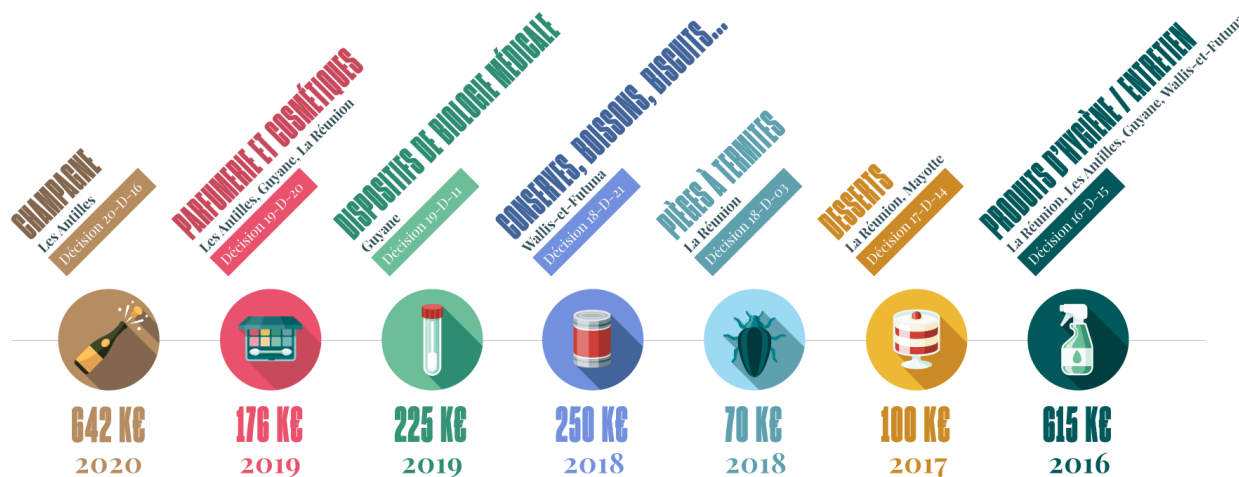 CHAMPAGNE
Les Antilles
Décision 20-D-16
642 K€
2020
PARFUMERIE ET COSMÉTIQUES
Les Antilles, Guyane, La Réunion
Décision 19-D-20
176 K€
2019
DISPOSITIFS DE BIOLOGIE MÉDICALE
Guyane
Décision 19-D-11
225 K€
2019
CONSERVES, BOISSONS, BISCUITS...
Wallis-et-Futuna
Décision 18-D-21
250 K€
2018
PIÈGES À TERMITES
La Réunion
Décision 18-D-03
70 K€
2018
DESSERTS
La Réunion, Mayotte
Décision 17-D-14
100 K€
2017
PRODUITS D'HYGIÈNE / ENTRETIEN
La Réunion, Les Antilles, Guyane, Wallis-et-Futuna
Décision 16-D-15
615 K€
2016